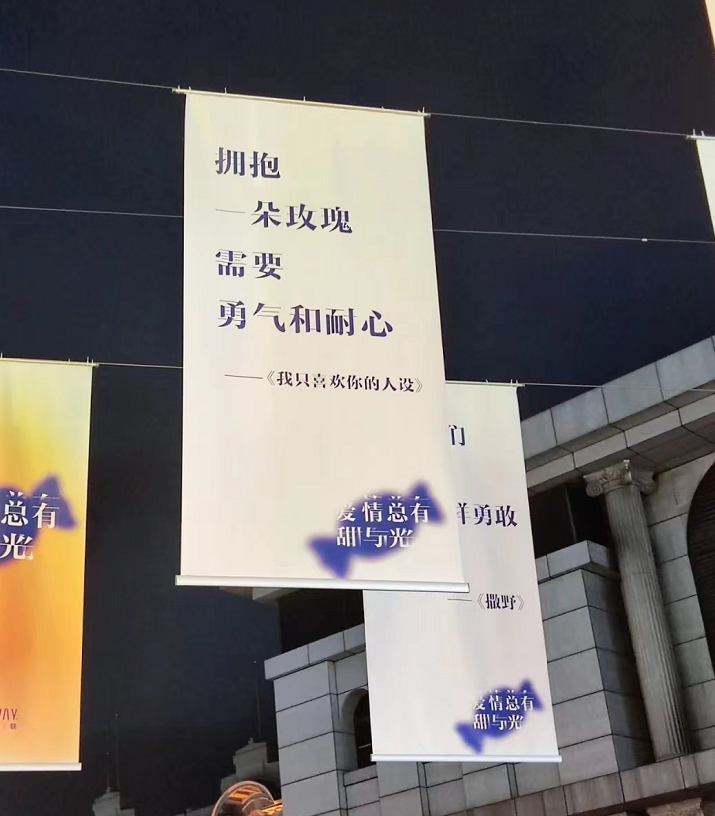 拥抱
一朵玫瑰
需要
勇气和耐心
——《我只喜欢你的人设》
爱情总有
甜与光
们
样勇敢
——《撒野》
爱情总有
甜与光
总有
光